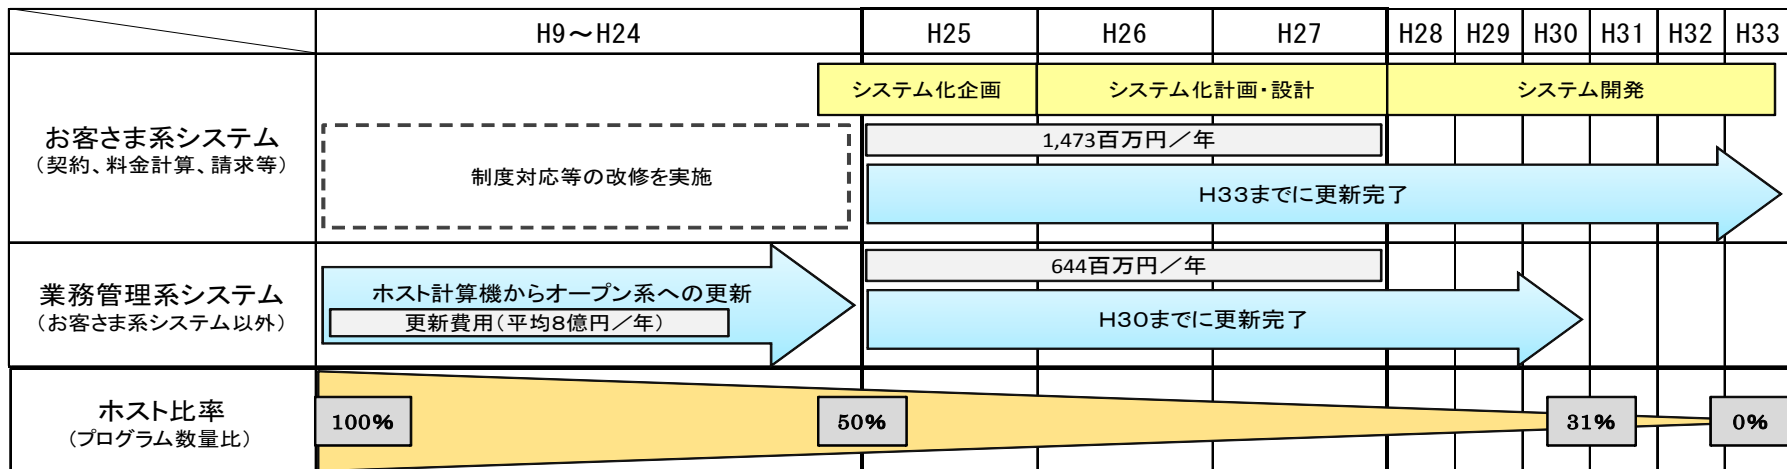 H9～H24
H25
H26
H27
H28
H29
H30
H31
H32
H33
お客さま系システム
（契約、料金計算、請求等）
システム化企画
システム化計画・設計
システム開発
制度対応等の改修を実施
1,473百万円／年
H33までに更新完了
業務管理系システム
（お客さま系システム以外）
ホスト計算機からオープン系への更新
更新費用（平均8億円／年）
644百万円／年
H30までに更新完了
ホスト比率
（プログラム数量比）
100%
50%
31%
0%